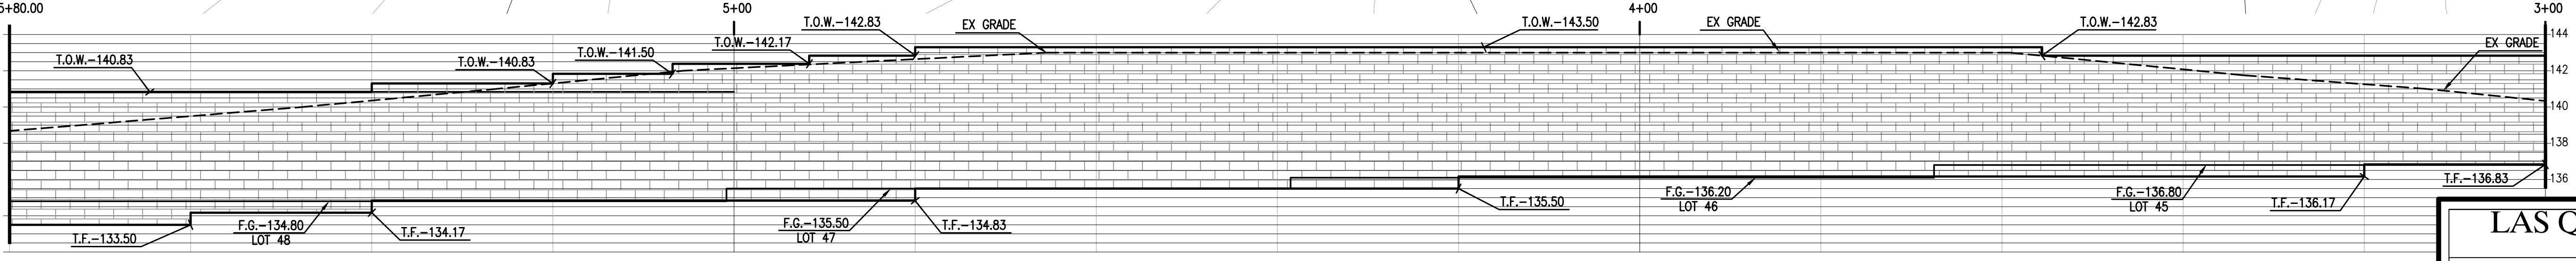 5+80.00
5+00
4+00
3+00
T.O.W.-142.83
EX GRADE
T.O.W.-143.50
EX GRADE
T.O.W.-142.83
144
T.O.W.-142.17
EX GRADE
T.O.W.-141.50
T.O.W.-140.83
T.O.W.-140.83
142
140
138
136
F.G.-136.20
LOT 46
F.G.-136.80
LOT 45
T.F.-136.83
T.F.-135.50
T.F.-136.17
F.G.-134.80
LOT 48
F.G.-135.50
LOT 47
T.F.-134.83
T.F.-134.17
T.F.-133.50
LAS Q